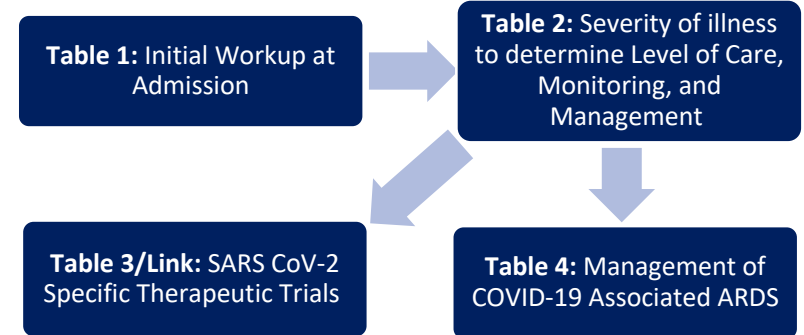 Table 1: Initial Workup at
Admission
Table 2: Severity of illness
to determine Level of Care,
Monitoring, and
Management
Table 3/Link: SARS CoV-2
Specific Therapeutic Trials
Table 4: Management of
COVID-19 Associated ARDS